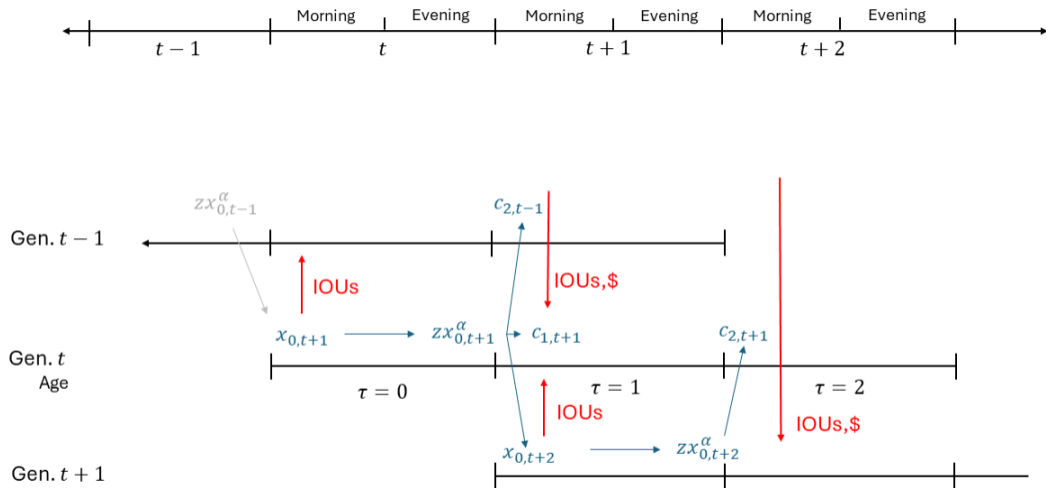 Morning Evening Morning Evening Morning Evening
t − 1 t t + 1 t + 2
zx^α_{0,t−1} c_{2,t−1}
Gen. t − 1
IOUs IOUs,$
x_{0,t+1} zx^α_{0,t+1} c_{1,t+1} c_{2,t+1}
Gen. t
Age τ = 0 τ = 1 τ = 2
IOUs IOUs,$
x_{0,t+2} zx^α_{0,t+2}
Gen. t + 1